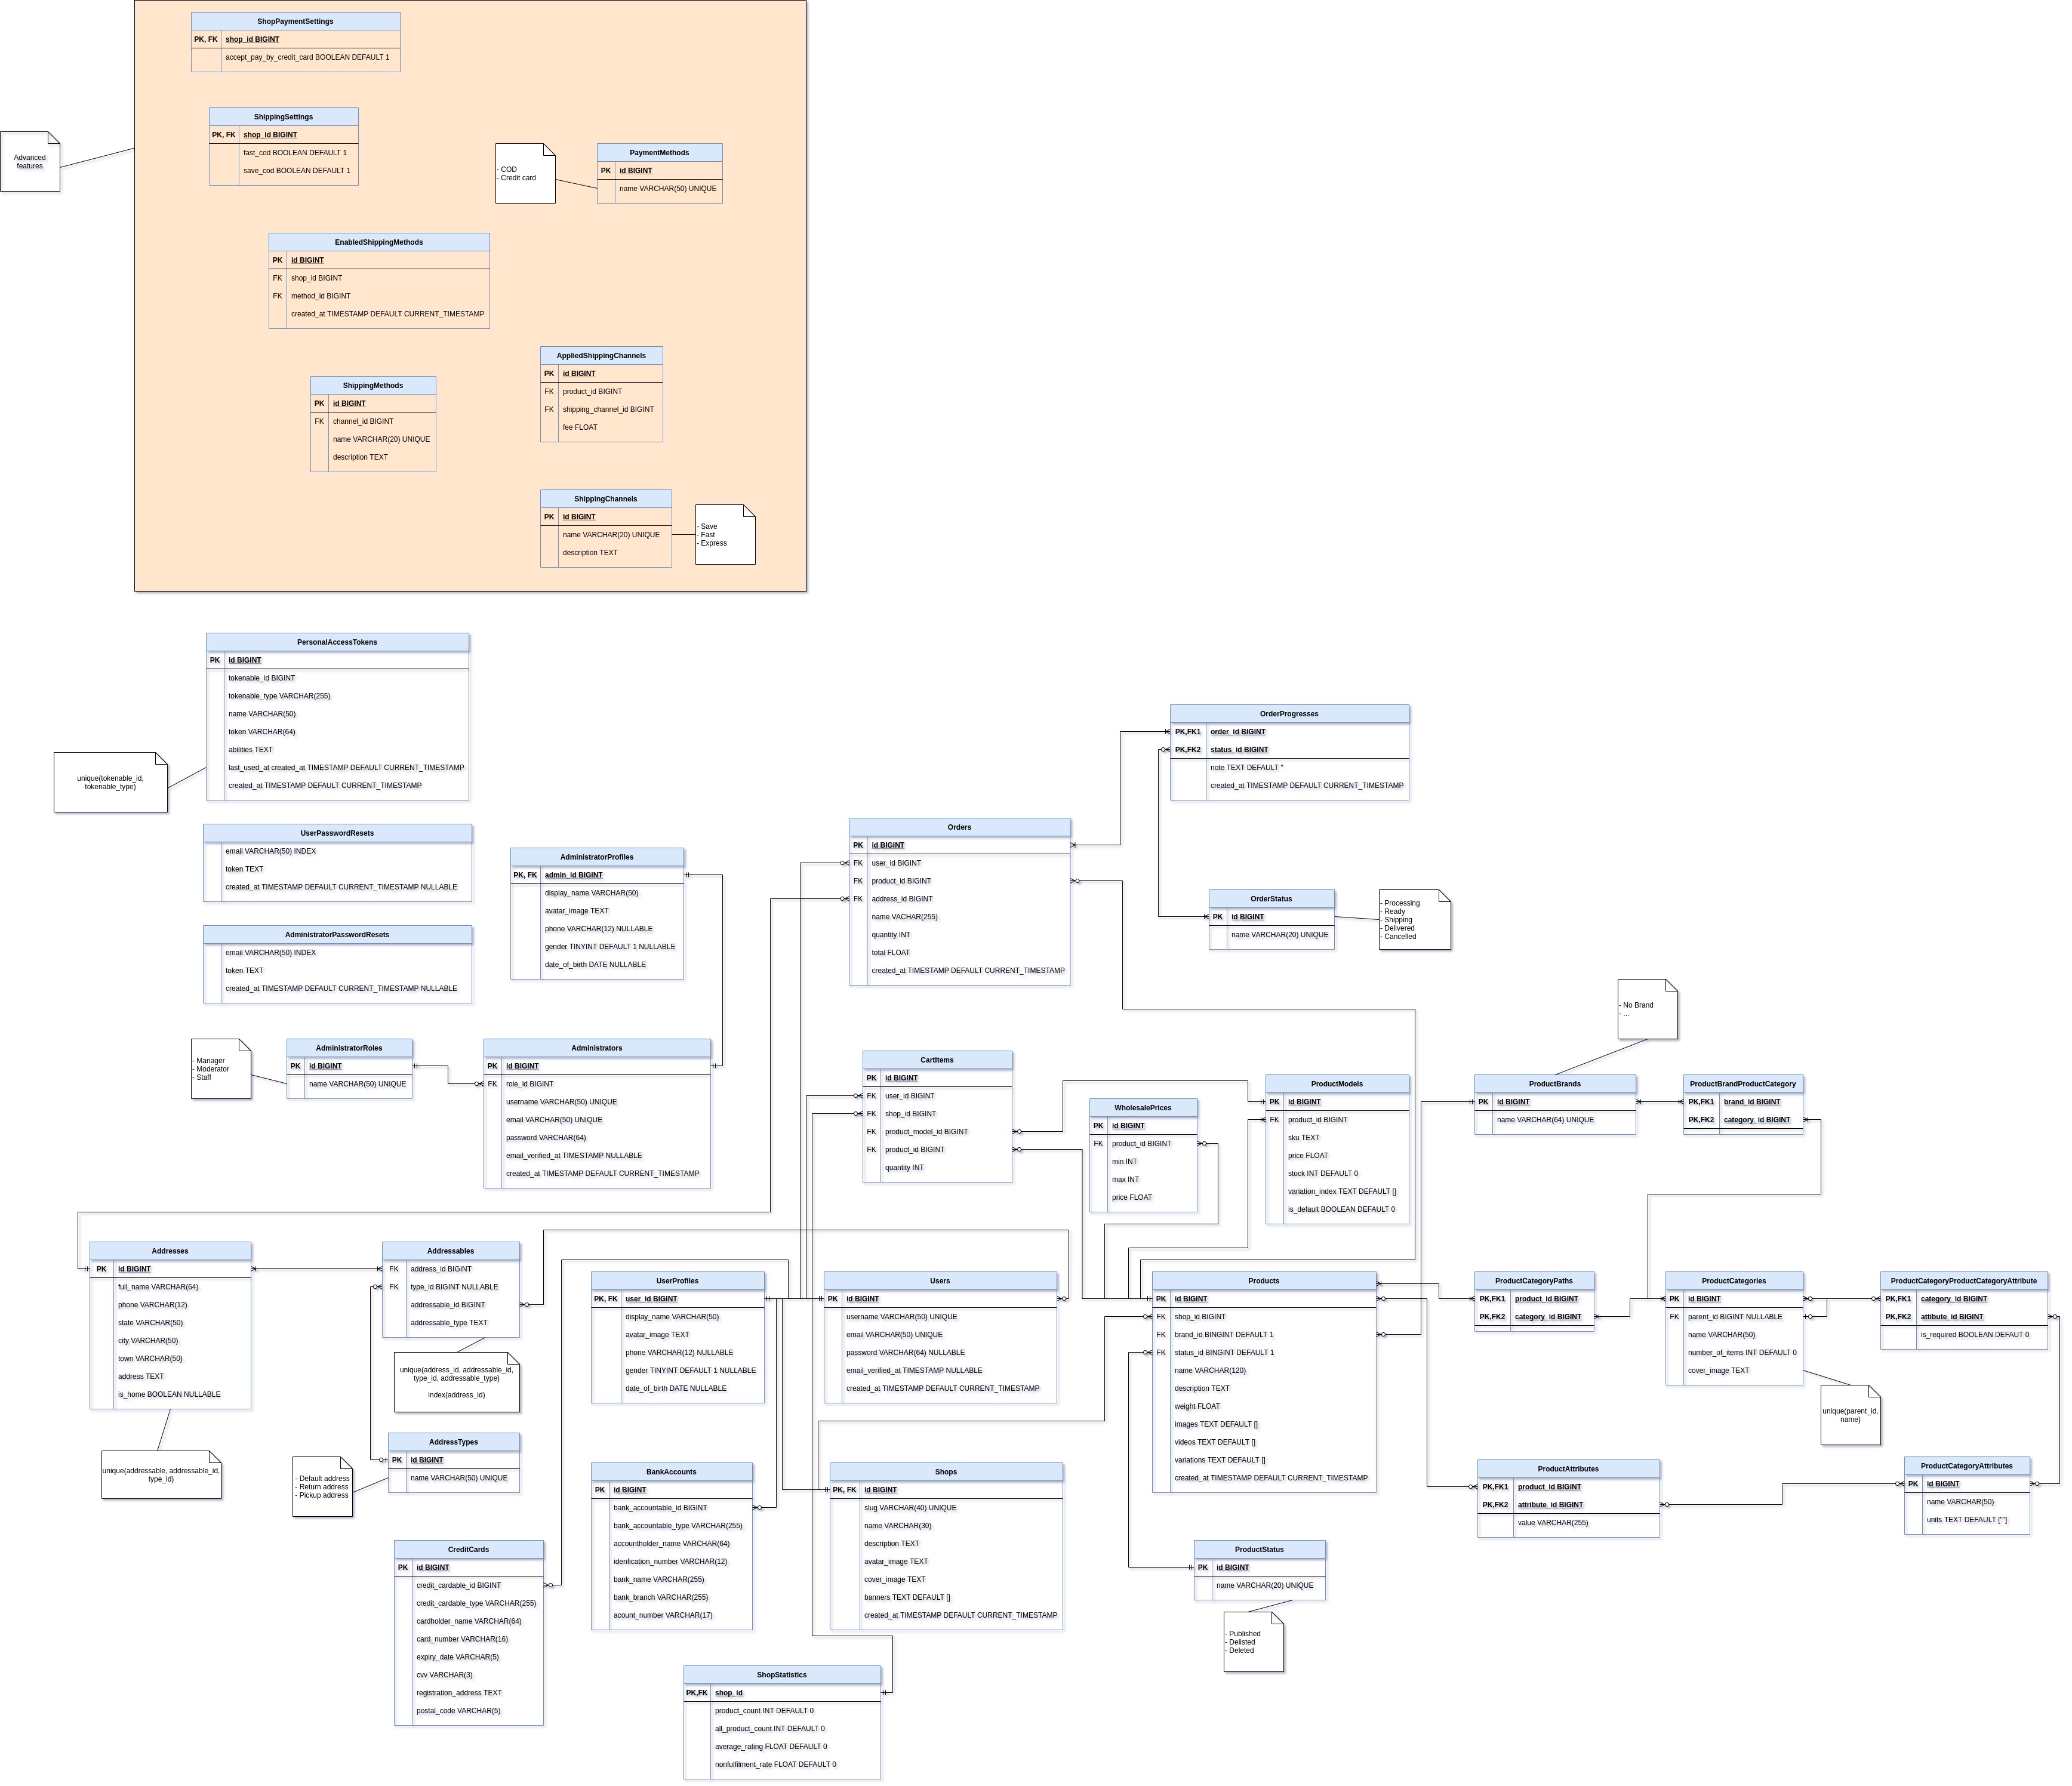 ShopPaymentSettings
PK, FK shop_id BIGINT
accept_pay_by_credit_card BOOLEAN DEFAULT 1
ShippingSettings
PK, FK shop_id BIGINT
fast_cod BOOLEAN DEFAULT 1
save_cod BOOLEAN DEFAULT 1
Advanced
features
- COD
- Credit card
PaymentMethods
PK id BIGINT
name VARCHAR(50) UNIQUE
EnabledShippingMethods
PK id BIGINT
FK shop_id BIGINT
FK method_id BIGINT
created_at TIMESTAMP DEFAULT CURRENT_TIMESTAMP
AppliedShippingChannels
PK id BIGINT
FK product_id BIGINT
FK shipping_channel_id BIGINT
fee FLOAT
ShippingMethods
PK id BIGINT
FK channel_id BIGINT
name VARCHAR(20) UNIQUE
description TEXT
ShippingChannels
PK id BIGINT
name VARCHAR(20) UNIQUE
description TEXT
- Save
- Fast
- Express
PersonalAccessTokens
PK id BIGINT
tokenable_id BIGINT
tokenable_type VARCHAR(255)
name VARCHAR(50)
token VARCHAR(64)
abilities TEXT
last_used_at created_at TIMESTAMP DEFAULT CURRENT_TIMESTAMP
created_at TIMESTAMP DEFAULT CURRENT_TIMESTAMP
unique(tokenable_id,
tokenable_type)
UserPasswordResets
email VARCHAR(50) INDEX
token TEXT
created_at TIMESTAMP DEFAULT CURRENT_TIMESTAMP NULLABLE
AdministratorPasswordResets
email VARCHAR(50) INDEX
token TEXT
created_at TIMESTAMP DEFAULT CURRENT_TIMESTAMP NULLABLE
AdministratorProfiles
PK, FK admin_id BIGINT
display_name VARCHAR(50)
avatar_image TEXT
phone VARCHAR(12) NULLABLE
gender TINYINT DEFAULT 1 NULLABLE
date_of_birth DATE NULLABLE
- Manager
- Moderator
- Staff
AdministratorRoles
PK id BIGINT
name VARCHAR(50) UNIQUE
Administrators
PK id BIGINT
FK role_id BIGINT
username VARCHAR(50) UNIQUE
email VARCHAR(50) UNIQUE
password VARCHAR(64)
email_verified_at TIMESTAMP NULLABLE
created_at TIMESTAMP DEFAULT CURRENT_TIMESTAMP
Orders
PK id BIGINT
FK user_id BIGINT
FK product_id BIGINT
FK address_id BIGINT
name VACHAR(255)
quantity INT
total FLOAT
created_at TIMESTAMP DEFAULT CURRENT_TIMESTAMP
OrderProgresses
PK,FK1 order_id BIGINT
PK,FK2 status_id BIGINT
note TEXT DEFAULT ''
created_at TIMESTAMP DEFAULT CURRENT_TIMESTAMP
OrderStatus
PK id BIGINT
name VARCHAR(20) UNIQUE
- Processing
- Ready
- Shipping
- Delivered
- Cancelled
CartItems
PK id BIGINT
FK user_id BIGINT
FK shop_id BIGINT
FK product_model_id BIGINT
FK product_id BIGINT
quantity INT
WholesalePrices
PK id BIGINT
FK product_id BIGINT
min INT
max INT
price FLOAT
ProductModels
PK id BIGINT
FK product_id BIGINT
sku TEXT
price FLOAT
stock INT DEFAULT 0
variation_index TEXT DEFAULT []
is_default BOOLEAN DEFAULT 0
- No Brand
- ...
ProductBrands
PK id BIGINT
name VARCHAR(64) UNIQUE
ProductBrandProductCategory
PK,FK1 brand_id BIGINT
PK,FK2 category_id BIGINT
Addresses
PK id BIGINT
full_name VARCHAR(64)
phone VARCHAR(12)
state VARCHAR(50)
city VARCHAR(50)
town VARCHAR(50)
address TEXT
is_home BOOLEAN NULLABLE
unique(addressable, addressable_id,
type_id)
Addressables
FK address_id BIGINT
FK type_id BIGINT NULLABLE
addressable_id BIGINT
addressable_type TEXT
unique(address_id, addressable_id,
type_id, addressable_type)
index(address_id)
AddressTypes
PK id BIGINT
name VARCHAR(50) UNIQUE
- Default address
- Return address
- Pickup address
CreditCards
PK id BIGINT
credit_cardable_id BIGINT
credit_cardable_type VARCHAR(255)
cardholder_name VARCHAR(64)
card_number VARCHAR(16)
expiry_date VARCHAR(5)
cvv VARCHAR(3)
registration_address TEXT
postal_code VARCHAR(5)
UserProfiles
PK, FK user_id BIGINT
display_name VARCHAR(50)
avatar_image TEXT
phone VARCHAR(12) NULLABLE
gender TINYINT DEFAULT 1 NULLABLE
date_of_birth DATE NULLABLE
Users
PK id BIGINT
username VARCHAR(50) UNIQUE
email VARCHAR(50) UNIQUE
password VARCHAR(64) NULLABLE
email_verified_at TIMESTAMP NULLABLE
created_at TIMESTAMP DEFAULT CURRENT_TIMESTAMP
BankAccounts
PK id BIGINT
bank_accountable_id BIGINT
bank_accountable_type VARCHAR(255)
accountholder_name VARCHAR(64)
idenfication_number VARCHAR(12)
bank_name VARCHAR(255)
bank_branch VARCHAR(255)
acount_number VARCHAR(17)
Shops
PK, FK id BIGINT
slug VARCHAR(40) UNIQUE
name VARCHAR(30)
description TEXT
avatar_image TEXT
cover_image TEXT
banners TEXT DEFAULT []
created_at TIMESTAMP DEFAULT CURRENT_TIMESTAMP
ShopStatistics
PK,FK shop_id
product_count INT DEFAULT 0
all_product_count INT DEFAULT 0
average_rating FLOAT DEFAULT 0
nonfulfilment_rate FLOAT DEFAULT 0
Products
PK id BIGINT
FK shop_id BIGINT
FK brand_id BINGINT DEFAULT 1
FK status_id BINGINT DEFAULT 1
name VARCHAR(120)
description TEXT
weight FLOAT
images TEXT DEFAULT []
videos TEXT DEFAULT []
variations TEXT DEFAULT []
created_at TIMESTAMP DEFAULT CURRENT_TIMESTAMP
ProductStatus
PK id BIGINT
name VARCHAR(20) UNIQUE
- Published
- Delisted
- Deleted
ProductCategoryPaths
PK,FK1 product_id BIGINT
PK,FK2 category_id BIGINT
ProductCategories
PK id BIGINT
FK parent_id BIGINT NULLABLE
name VARCHAR(50)
number_of_items INT DEFAULT 0
cover_image TEXT
unique(parent_id,
name)
ProductCategoryProductCategoryAttribute
PK,FK1 category_id BIGINT
PK,FK2 attibute_id BIGINT
is_required BOOLEAN DEFAUT 0
ProductAttributes
PK,FK1 product_id BIGINT
PK,FK2 attribute_id BIGINT
value VARCHAR(255)
ProductCategoryAttributes
PK id BIGINT
name VARCHAR(50)
units TEXT DEFAULT [""]